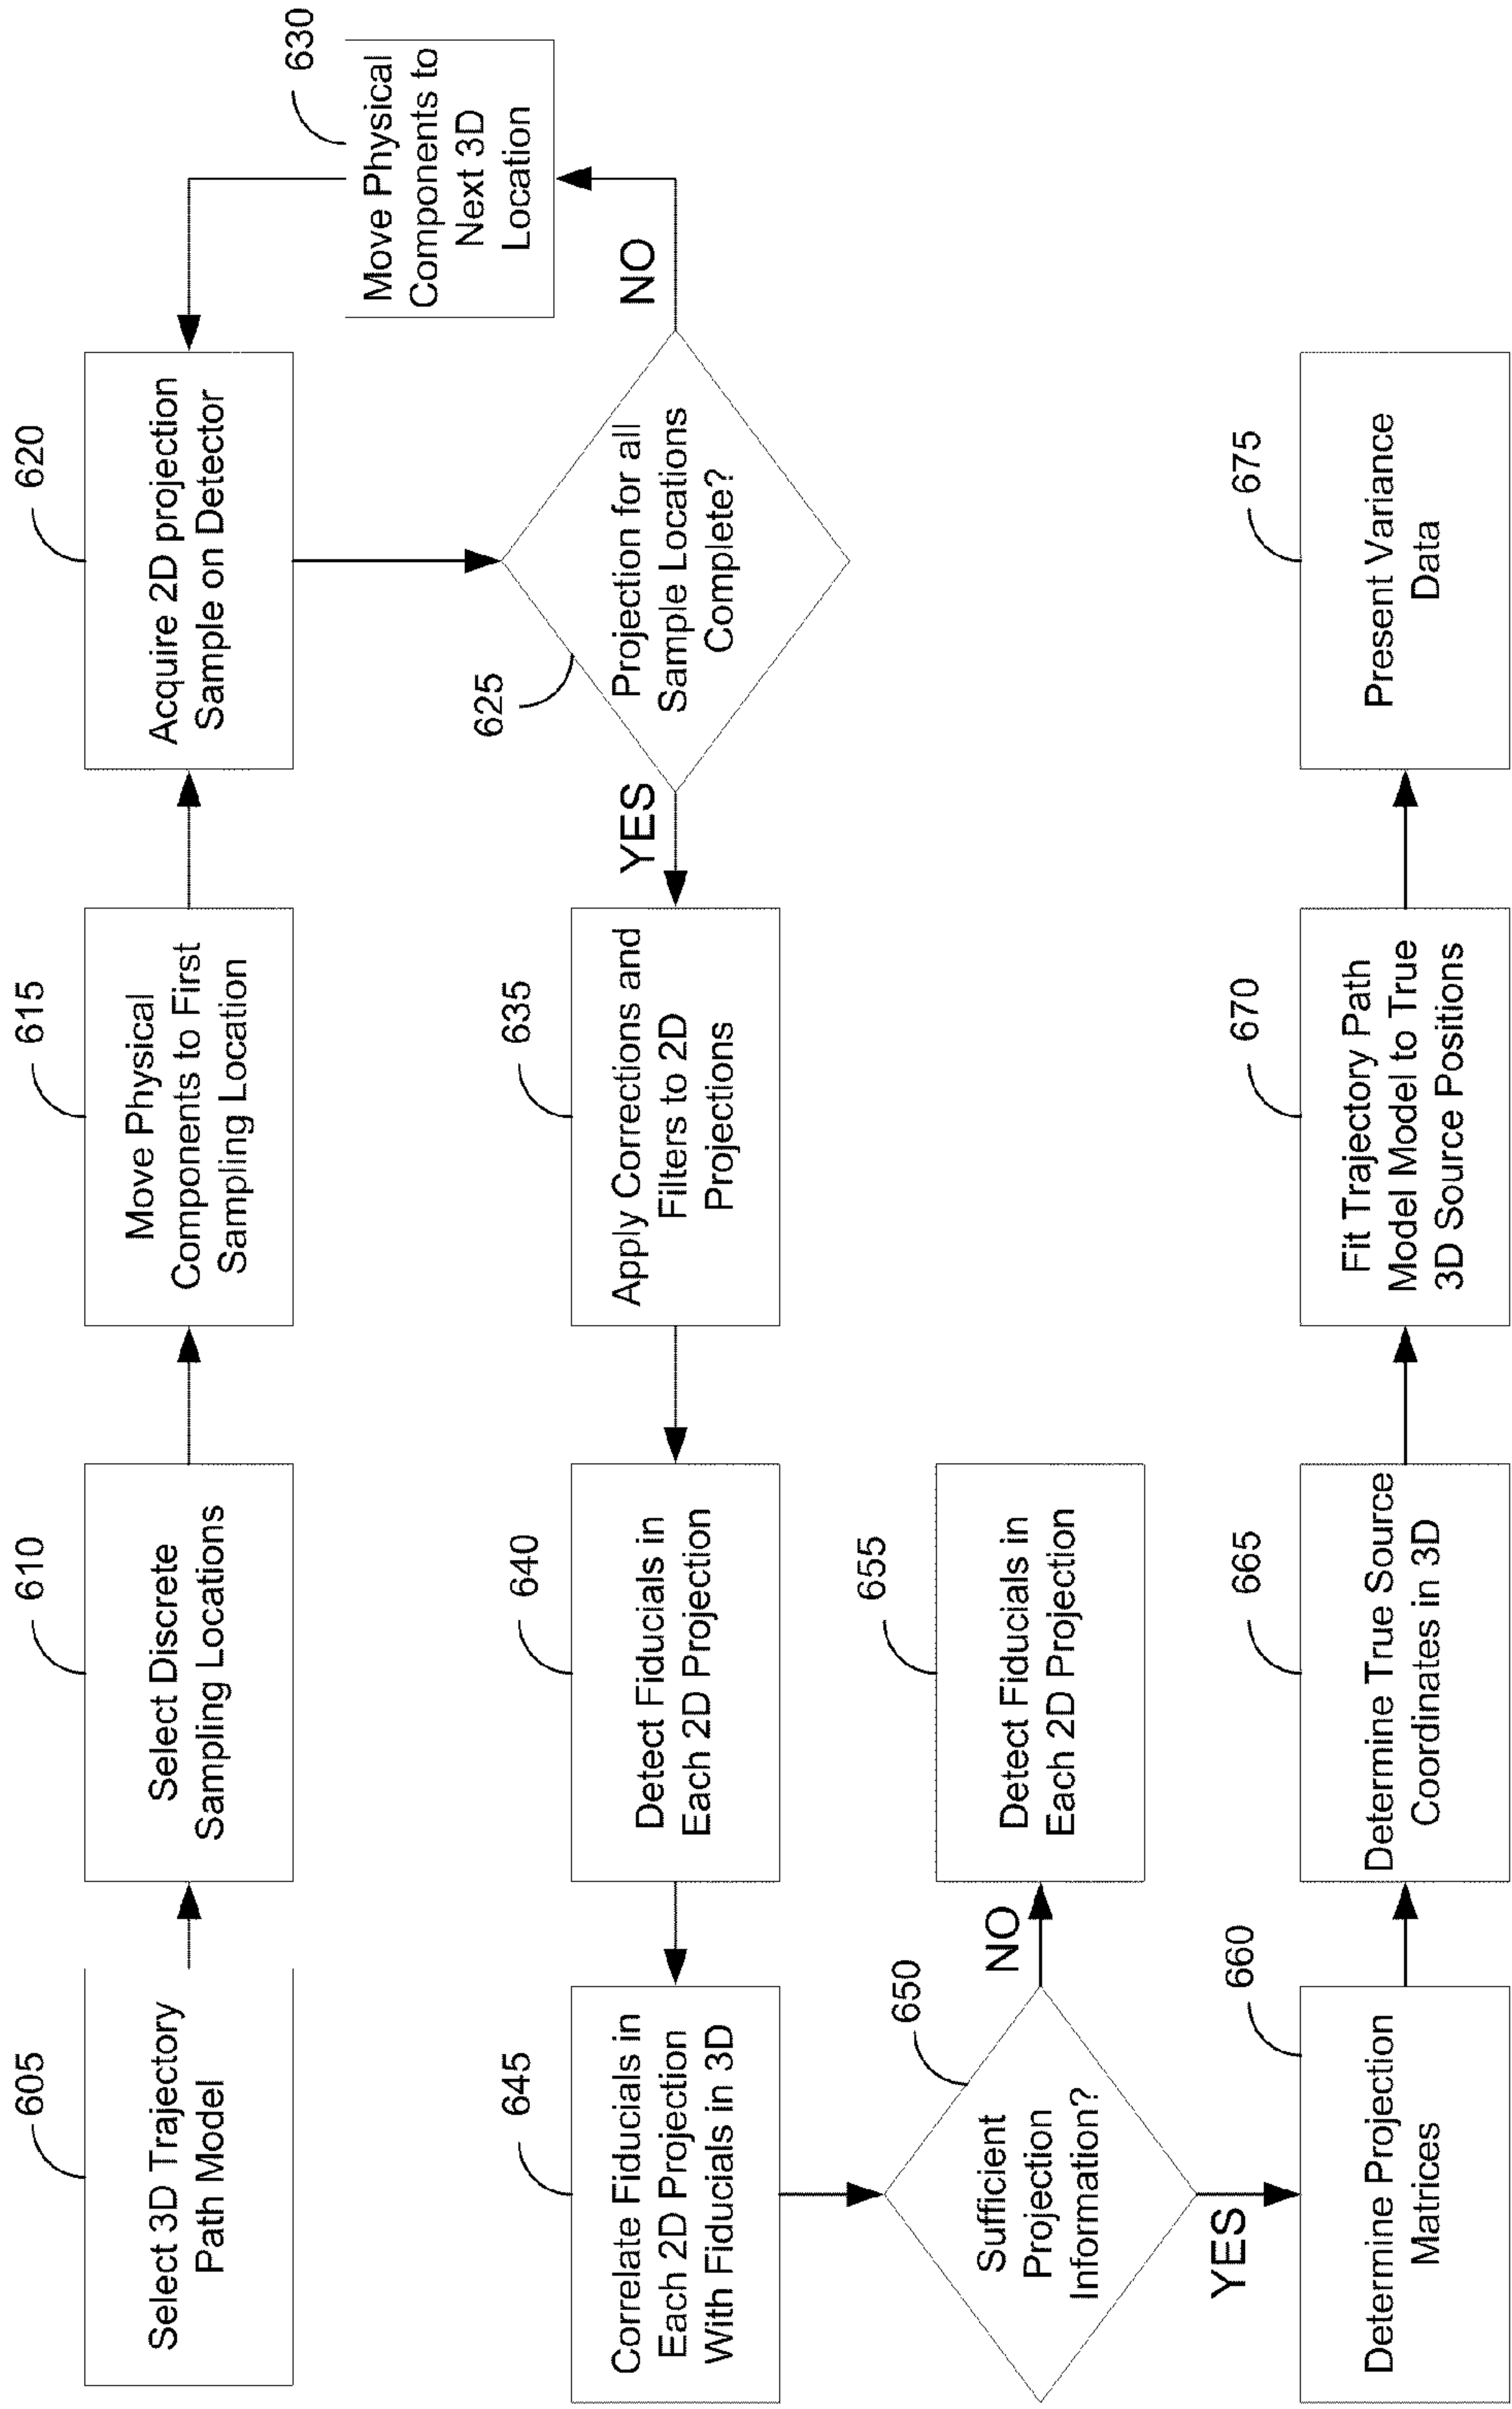 605
Select 3D Trajectory
Path Model
610
Select Discrete
Sampling Locations
615
Move Physical
Components to First
Sampling Location
620
Acquire 2D projection
Sample on Detector
630
Move Physical
Components to
Next 3D
Location
625
Projection for all
Sample Locations
Complete?
NO
YES
635
Apply Corrections and
Filters to 2D
Projections
640
Detect Fiducials in
Each 2D Projection
645
Correlate Fiducials in
Each 2D Projection
With Fiducials in 3D
650
Sufficient
Projection
Information?
NO
655
Detect Fiducials in
Each 2D Projection
YES
660
Determine Projection
Matrices
665
Determine True Source
Coordinates in 3D
670
Fit Trajectory Path
Model Model to True
3D Source Positions
675
Present Variance
Data